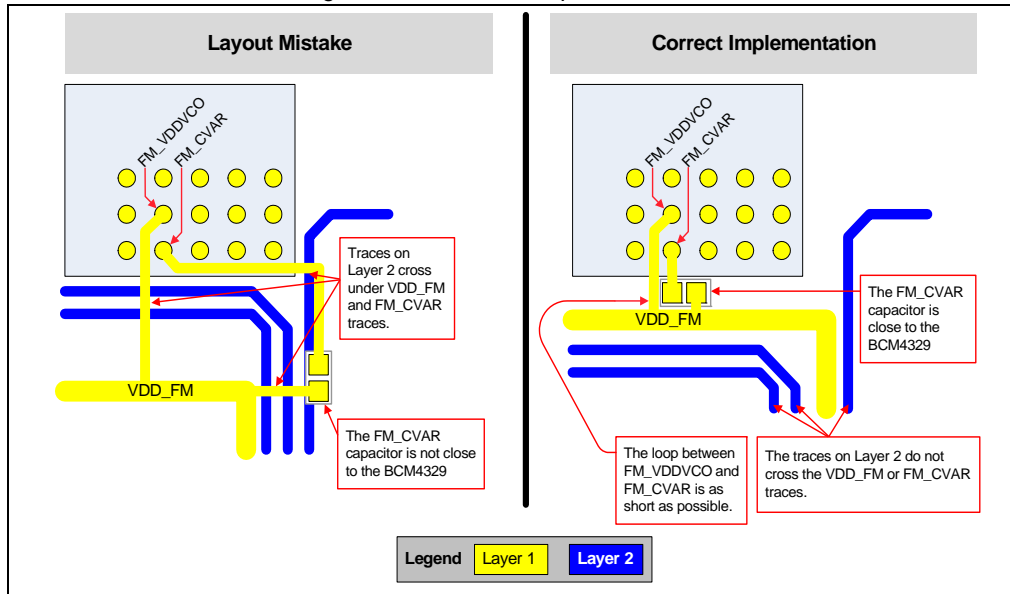 Layout Mistake
FM_VDDVCO
FM_CVAR
Traces on
Layer 2 cross
under VDD_FM
and FM_CVAR
traces.
VDD_FM
The FM_CVAR
capacitor is not close
to the BCM4329
Correct Implementation
FM_VDDVCO
FM_CVAR
The FM_CVAR
capacitor is
close to the
BCM4329
VDD_FM
The loop between
FM_VDDVCO and
FM_CVAR is as
short as possible.
The traces on Layer 2 do not
cross the VDD_FM or FM_CVAR
traces.
Legend Layer 1 Layer 2